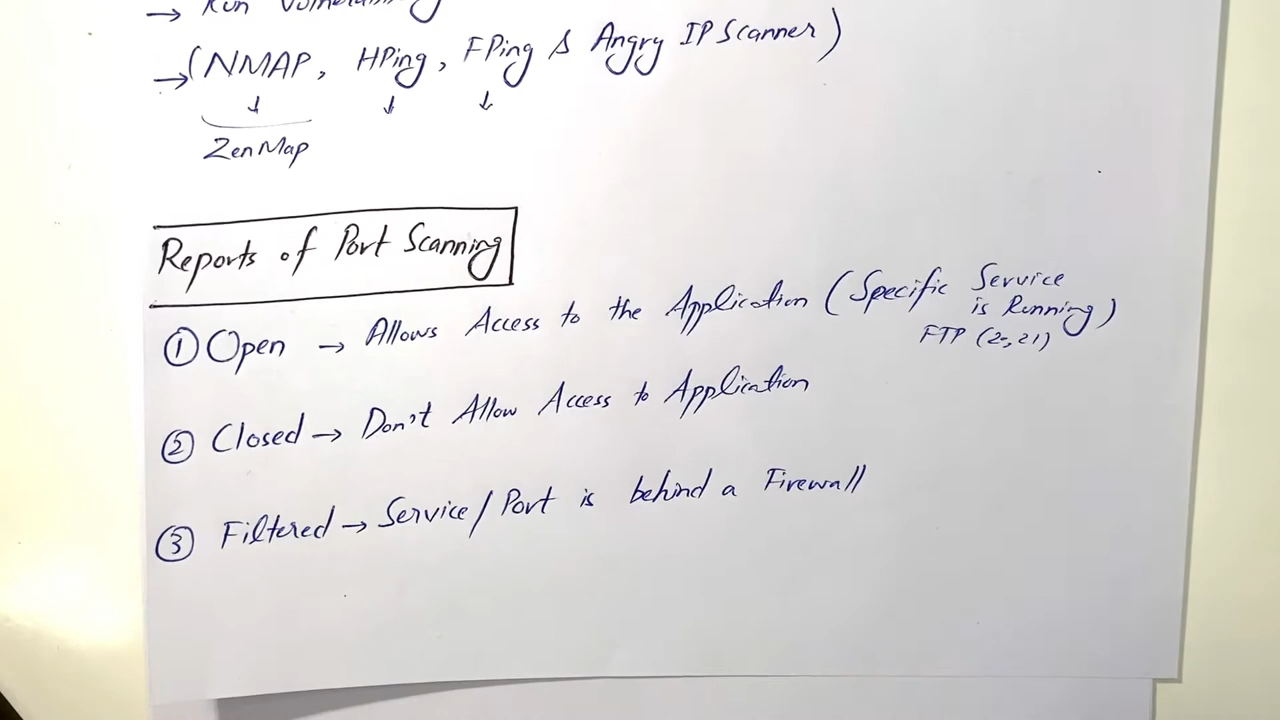 → Run Vulnerability
→ (NMAP, HPing, FPing & Angry IP Scanner)
↓ ↓ ↓
ZenMap
Reports of Port Scanning
① Open → Allows Access to the Application (Specific Service
is Running)
FTP (20,21)
② Closed → Don't Allow Access to Application
③ Filtered → Service/Port is behind a Firewall